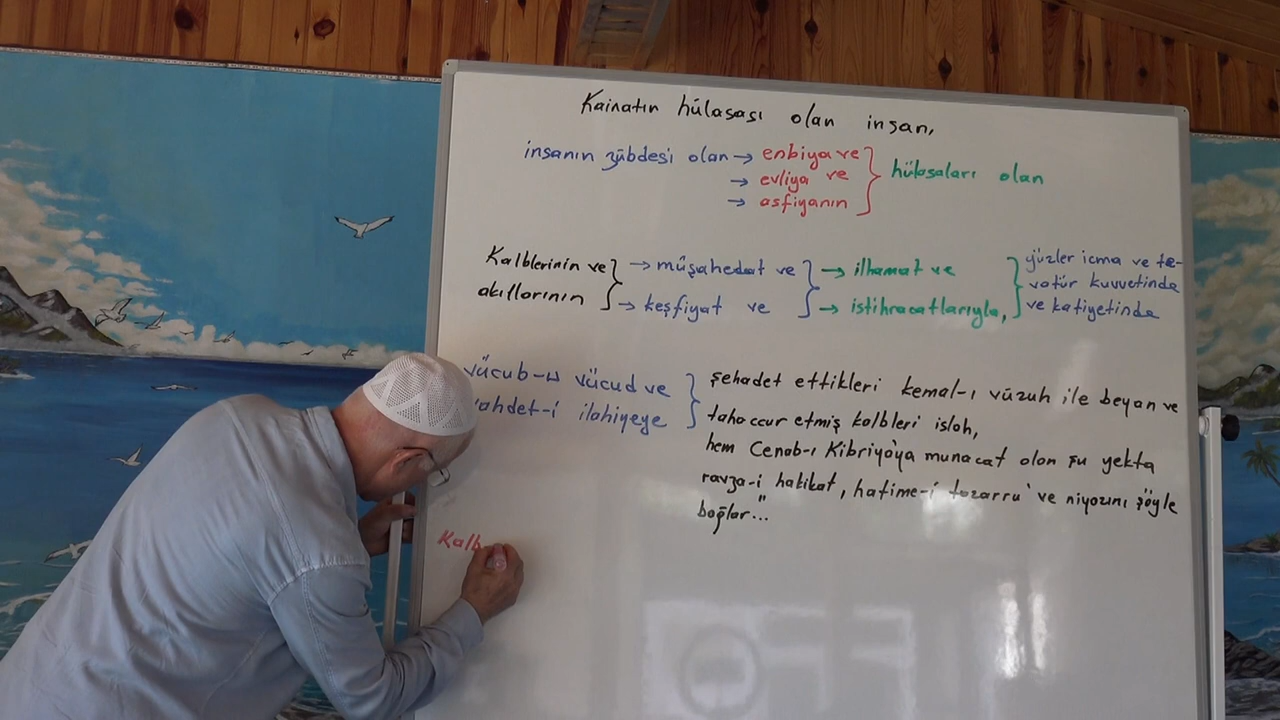 Kainatın hülasası olan insan,
insanın zübdesi olan → enbiya ve
→ evliya ve
→ asfiyanın
hülasaları olan
Kalblerinin ve
akıllarının
→ müşahedat ve
→ keşfiyat ve
→ ilhamat ve
→ istihracatlarıyla,
yüzler icma ve te-
vatür kuvvetinde
ve katiyetinde
vücub-u vücud ve
vahdet-i ilahiyeye
şehadet ettikleri kemal-ı vüzuh ile beyan ve
tahaccur etmiş kalbleri isloh,
hem Cenab-ı Kibriya'ya munacat olan şu yekta
ravza-i hakikat, hatime-i tazarru' ve niyazını şöyle
bağlar..."
Kalb